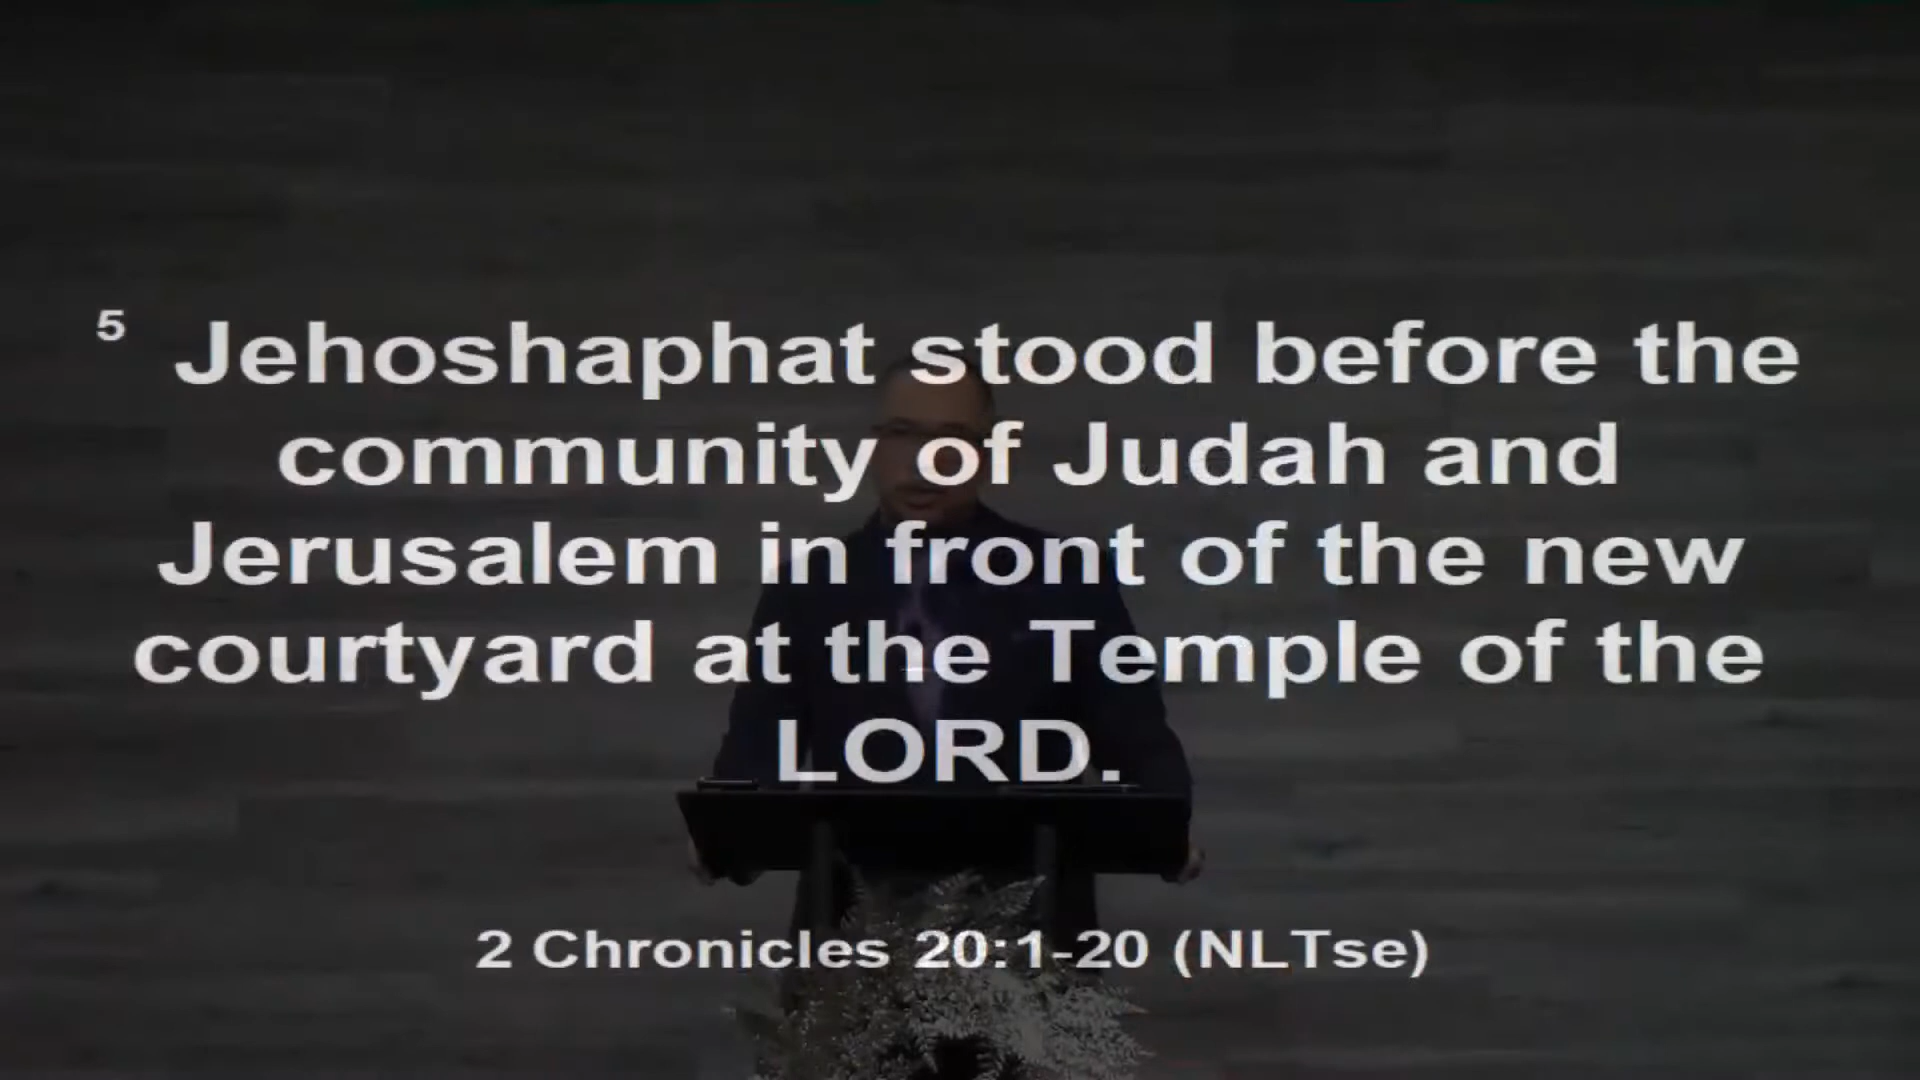 5 Jehoshaphat stood before the
community of Judah and
Jerusalem in front of the new
courtyard at the Temple of the
LORD.
2 Chronicles 20:1-20 (NLTse)